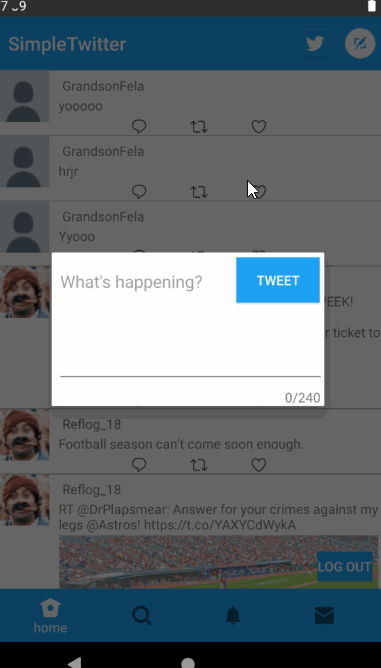 SimpleTwitter
GrandsonFela
yooooo
GrandsonFela
hrjr
GrandsonFela
Yyooo
What's happening?
TWEET
/EEK!
r ticket to
0/240
Reflog_18
Football season can't come soon enough.
Reflog_18
RT @DrPlapsmear: Answer for your crimes against my
legs @Astros! https://t.co/YAXYCdWykA
LOG OUT
home